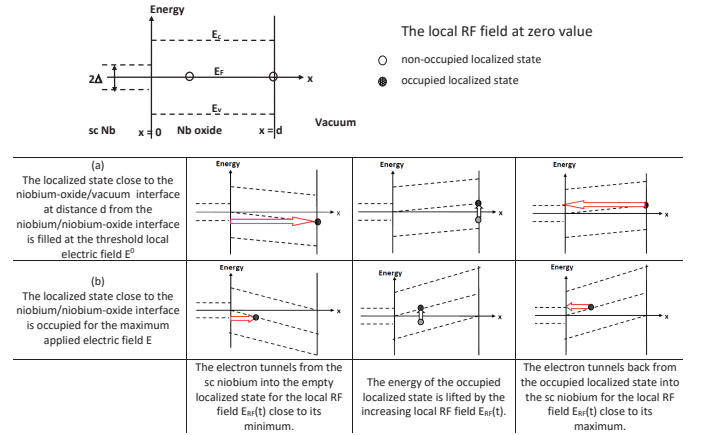 Energy
The local RF field at zero value
E_c
non-occupied localized state
2Δ
E_F
x
occupied localized state
E_v
Vacuum
sc Nb
x = 0
Nb oxide
x = d
(a)
The localized state close to the
niobium-oxide/vacuum interface
at distance d from the
niobium/niobium-oxide interface
is filled at the threshold local
electric field E⁰
Energy
x
Energy
x
Energy
x
(b)
The localized state close to the
niobium/niobium-oxide interface
is occupied for the maximum
applied electric field E
Energy
x
Energy
x
Energy
x
The electron tunnels from the
sc niobium into the empty
localized state for the local RF
field E_RF(t) close to its
minimum.
The energy of the occupied
localized state is lifted by the
increasing local RF field E_RF(t).
The electron tunnels back from
the occupied localized state into
the sc niobium for the local RF
field E_RF(t) close to its
maximum.